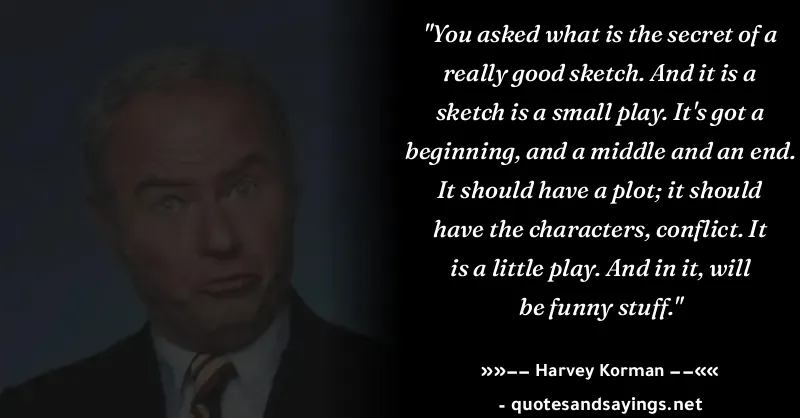 "You asked what is the secret of a
really good sketch. And it is a
sketch is a small play. It's got a
beginning, and a middle and an end.
It should have a plot; it should
have the characters, conflict. It
is a little play. And in it, will
be funny stuff."
»»−− Harvey Korman −−««
- quotesandsayings.net